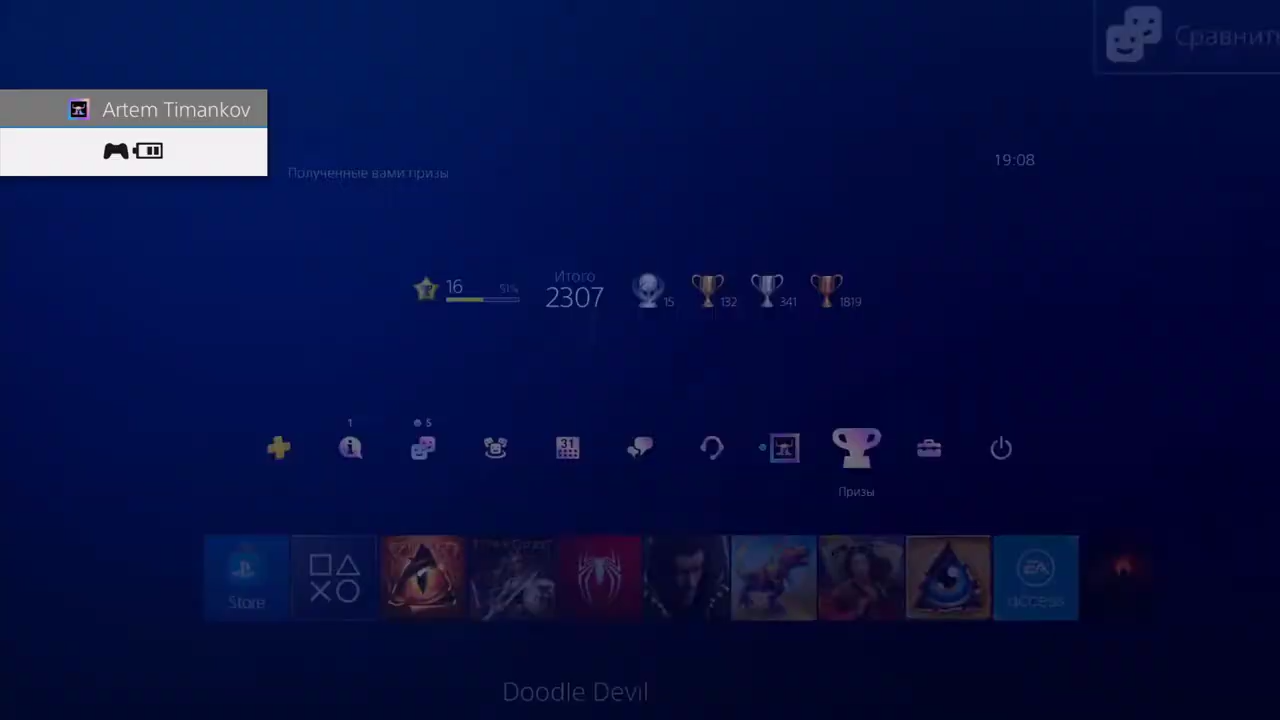 Сравнит
Artem Timankov
19:08
Полученные вами призы
16
51%
Итого
2307
15
132
341
1819
1
5
31
Призы
Store
EA
access
Doodle Devil